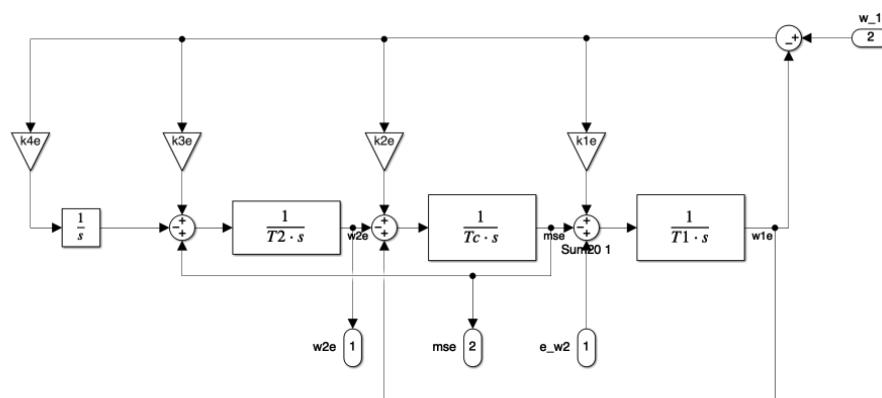 w_1
2
k4e
k3e
k2e
k1e
1
s
1
T2 · s
w2e
1
Tc · s
mse
Sum20 1
1
T1 · s
w1e
w2e
1
mse
2
e_w2
1